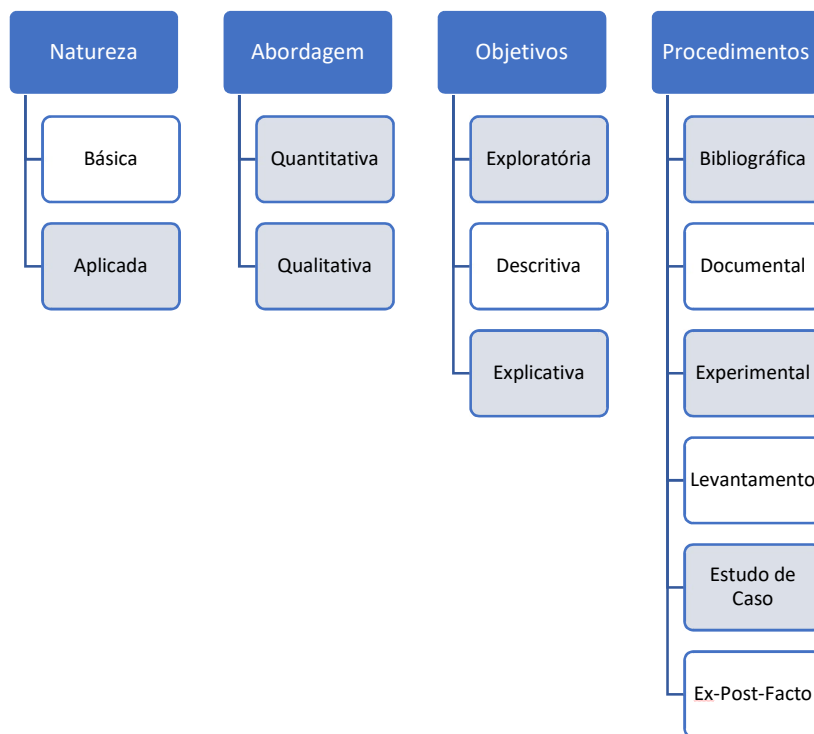 Natureza
Básica
Aplicada
Abordagem
Quantitativa
Qualitativa
Objetivos
Exploratória
Descritiva
Explicativa
Procedimentos
Bibliográfica
Documental
Experimental
Levantamento
Estudo de
Caso
Ex-Post-Facto